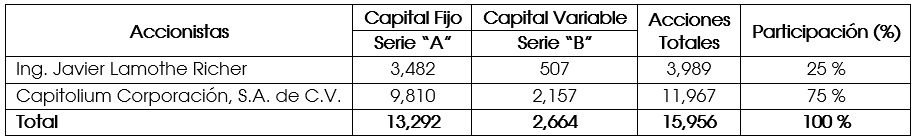 Accionistas Capital Fijo Capital Variable Acciones Totales Participación (%)
Serie “A” Serie “B”
Ing. Javier Lamothe Richer 3,482 507 3,989 25 %
Capitolium Corporación, S.A. de C.V. 9,810 2,157 11,967 75 %
Total 13,292 2,664 15,956 100 %